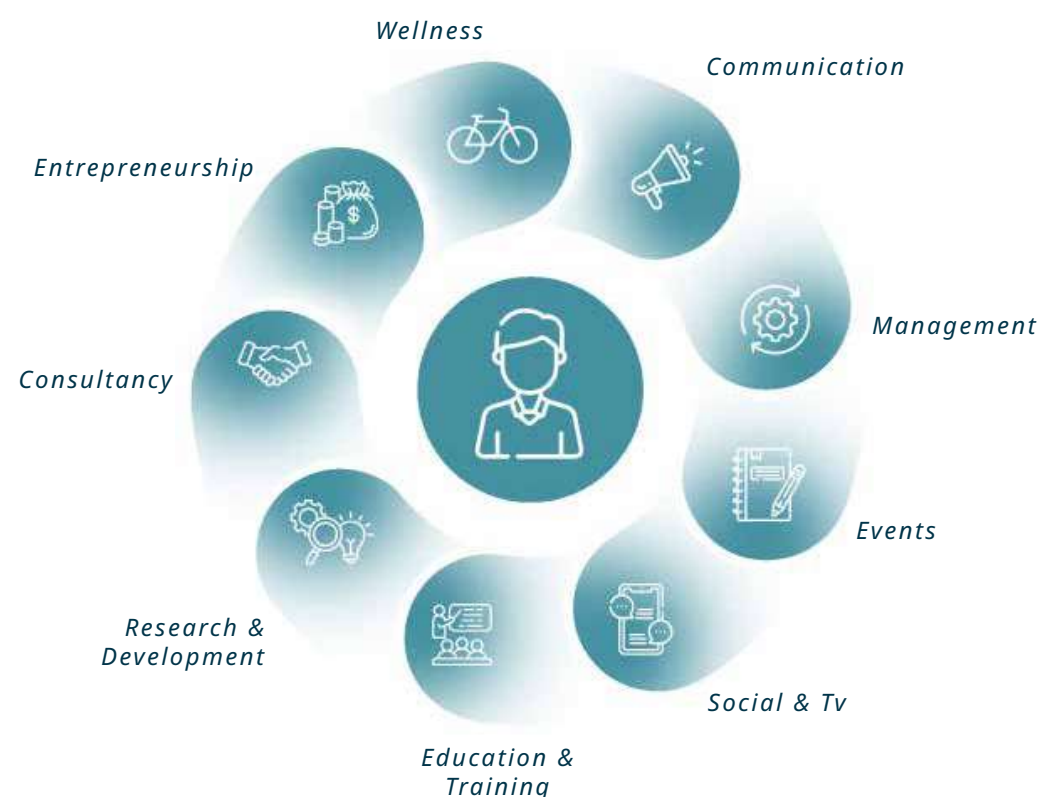 Wellness
Communication
Entrepreneurship
$
Management
Consultancy
Events
Research &
Development
Social & Tv
Education &
Training